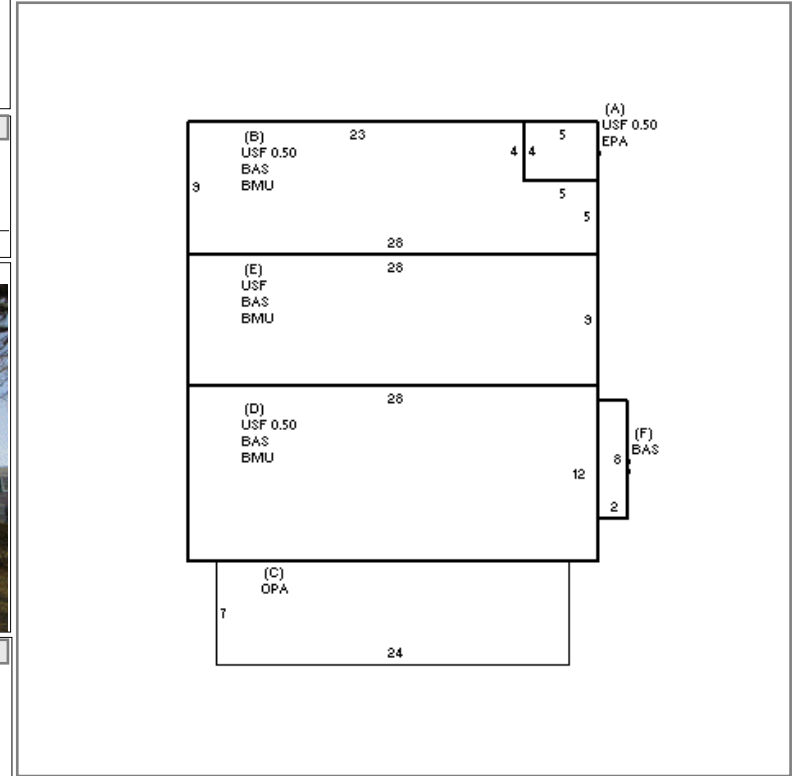 (A)
USF 0.50
EPA
(B)
USF 0.50
BAS
BMU
23
5
4
4
9
5
5
28
(E)
USF
BAS
BMU
28
9
28
(D)
USF 0.50
BAS
BMU
12
(F)
BAS
8
2
(C)
OPA
7
24